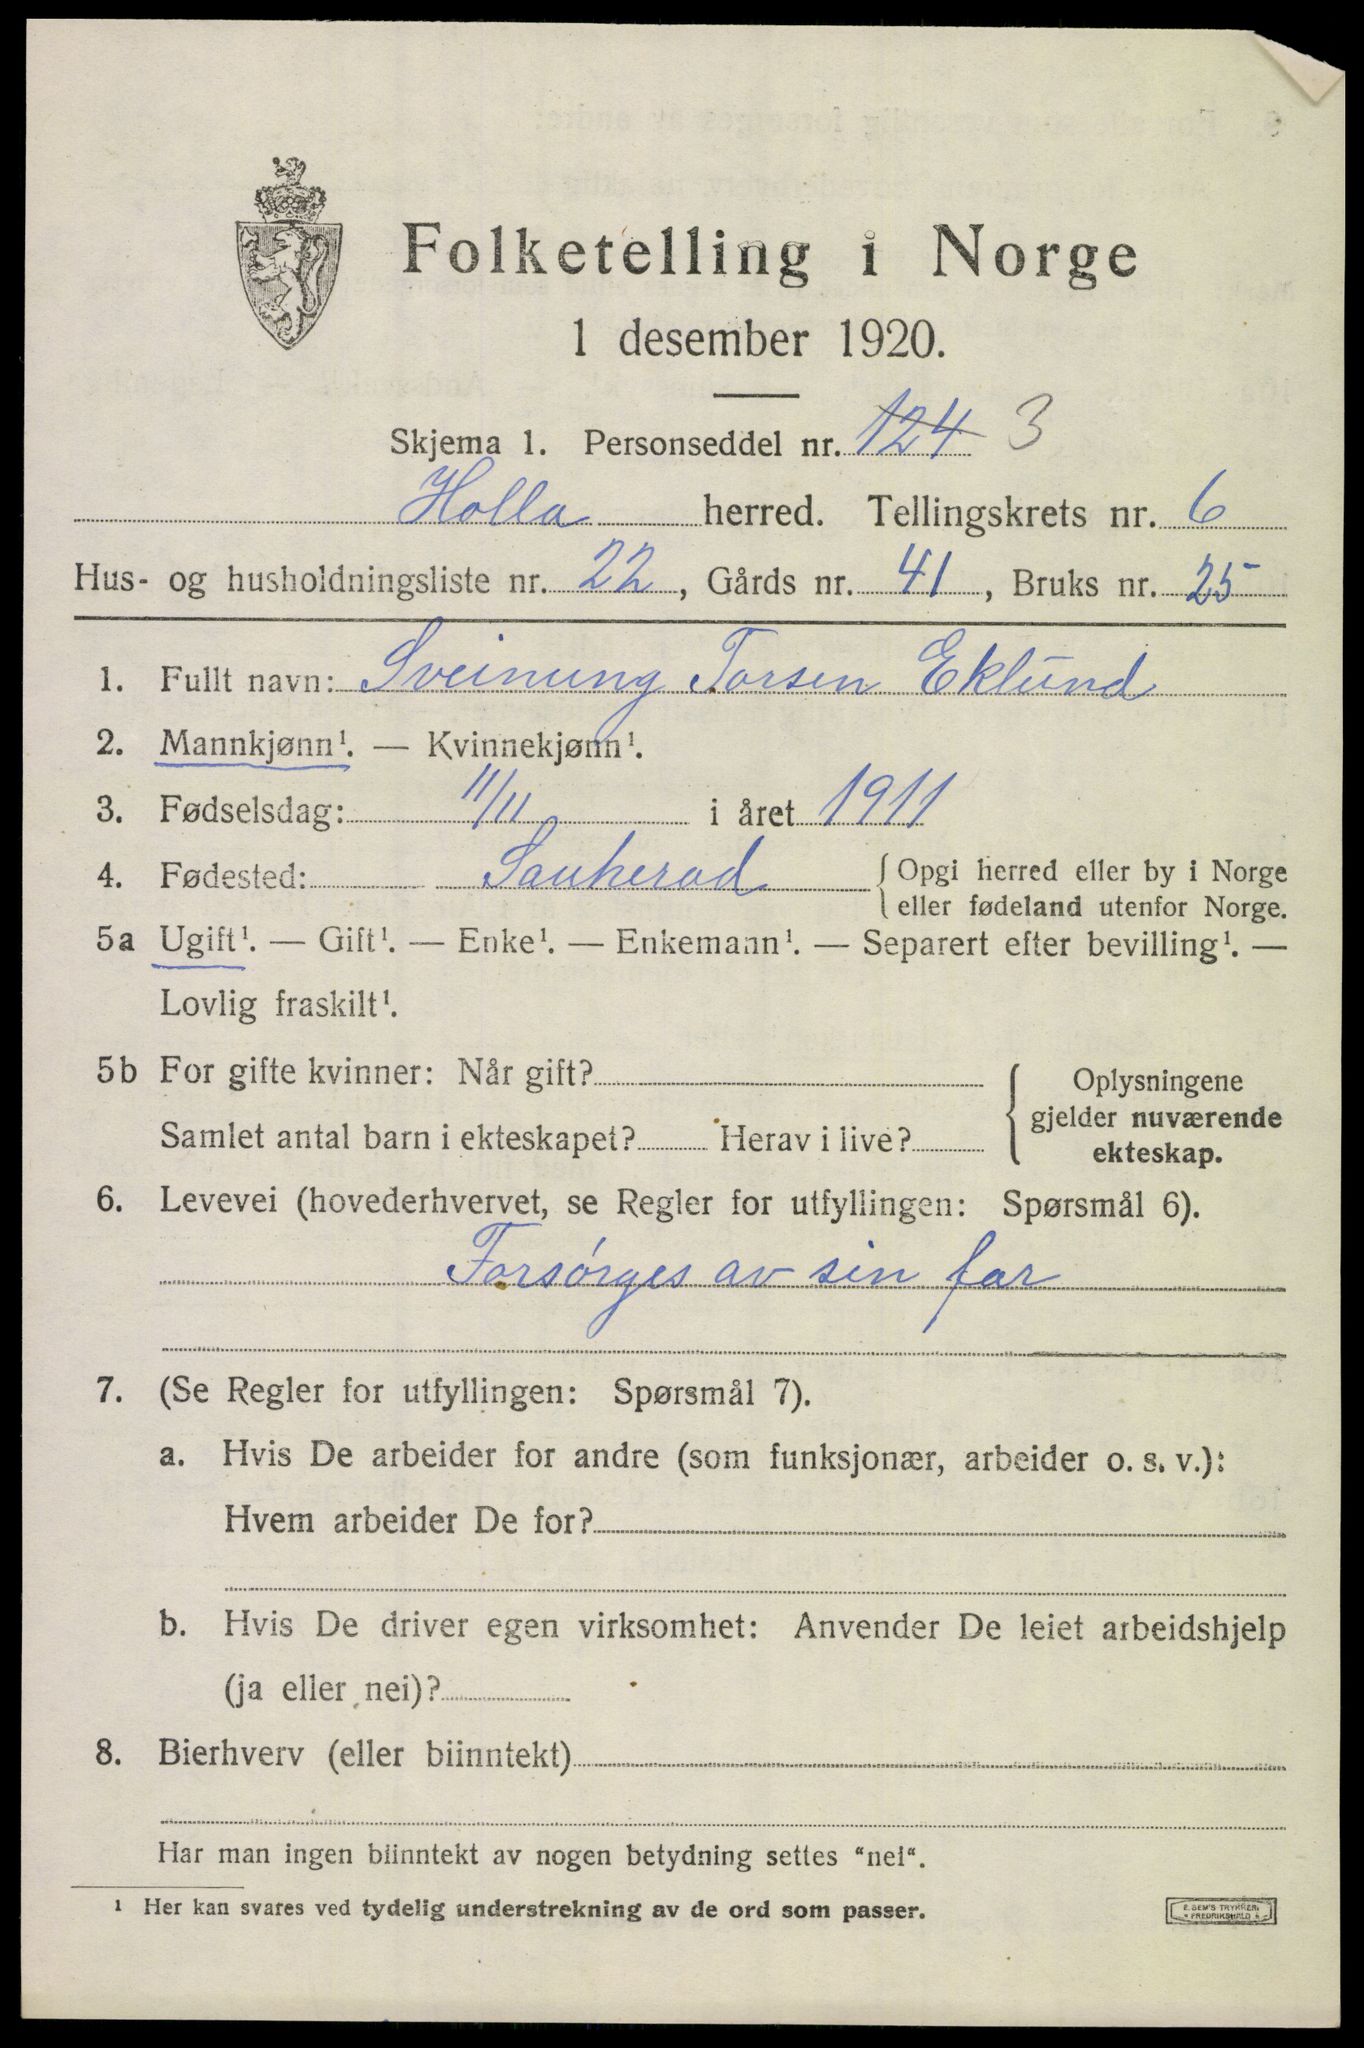 Folketelling i Norge
1 desember 1920.
Skjema 1. Personseddel nr. 124 3
Holla herred. Tellingskrets nr. 6
Hus- og husholdningsliste nr. 22, Gårds nr. 41, Bruks nr. 25
1. Fullt navn: Sveinung Torsen Eklund
2. Mannkjønn¹. — Kvinnekjønn¹.
3. Fødselsdag: 11/11 i året 1911
4. Fødested: Sauherad { Opgi herred eller by i Norge
eller fødeland utenfor Norge.
5a Ugift¹. — Gift¹. — Enke¹. — Enkemann¹. — Separert efter bevilling¹. —
Lovlig fraskilt¹.
5b For gifte kvinner: Når gift?
Samlet antal barn i ekteskapet? Herav i live?
Oplysningene
gjelder nuværende
ekteskap.
6. Levevei (hovederhvervet, se Regler for utfyllingen: Spørsmål 6).
Forsørges av sin far
7. (Se Regler for utfyllingen: Spørsmål 7).
a. Hvis De arbeider for andre (som funksjonær, arbeider o. s. v.):
Hvem arbeider De for?
b. Hvis De driver egen virksomhet: Anvender De leiet arbeidshjelp
(ja eller nei)?
8. Bierhverv (eller biinntekt)
Har man ingen biinntekt av nogen betydning settes "nei".
¹ Her kan svares ved tydelig understrekning av de ord som passer.
E. SEM'S TRYKKERI
FREDRIKSHALD